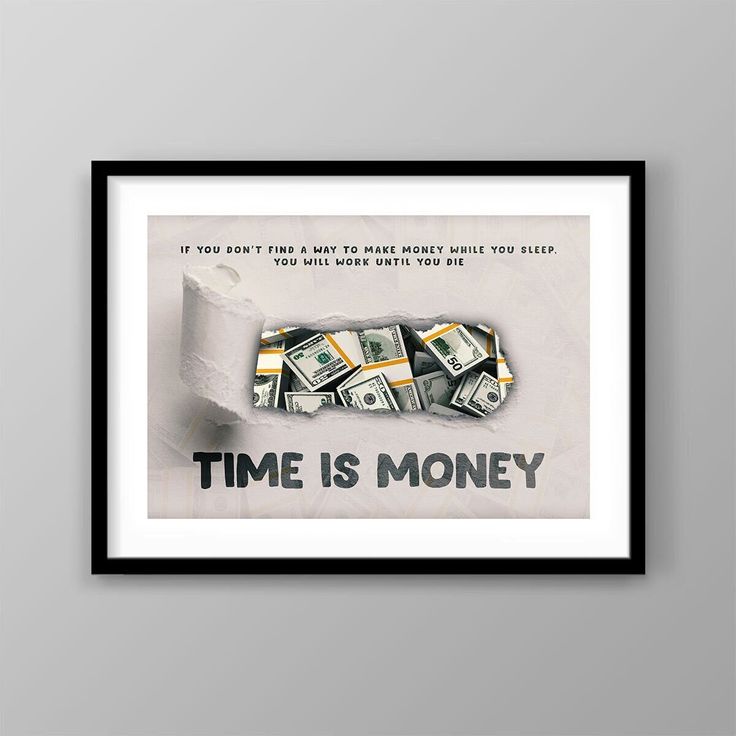 IF YOU DON'T FIND A WAY TO MAKE MONEY WHILE YOU SLEEP,
YOU WILL WORK UNTIL YOU DIE
50
TIME IS MONEY